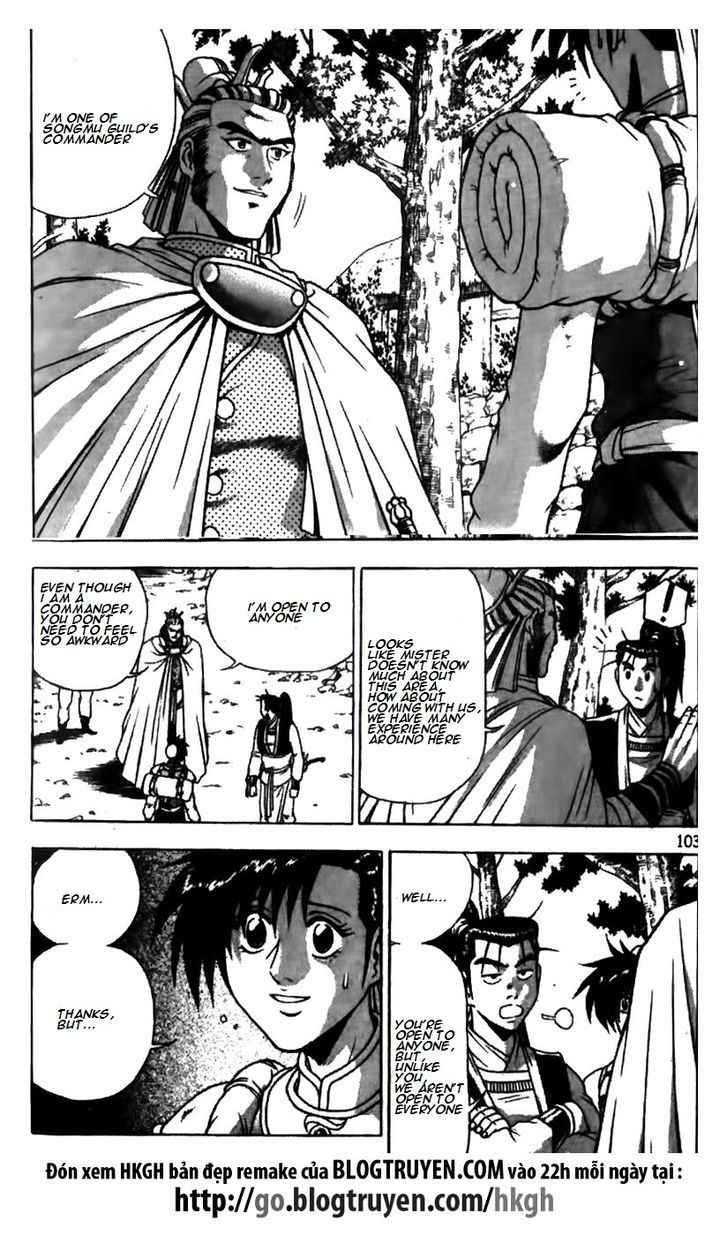 I'M ONE OF
SONGMU GUILD'S
COMMANDER
EVEN THOUGH
I AM A
COMMANDER,
YOU DON'T
NEED TO FEEL
SO AWKWARD
I'M OPEN TO
ANYONE
LOOKS
LIKE MISTER
DOESN'T KNOW
MUCH ABOUT
THIS AREA,
HOW ABOUT
COMING WITH US,
WE HAVE MANY
EXPERIENCE
AROUND HERE
!
103
ERM...
THANKS,
BUT...
WELL...
YOU'RE
OPEN TO
ANYONE,
BUT,
UNLIKE
YOU,
WE AREN'T
OPEN TO
EVERYONE
Đón xem HKGH bản đẹp remake của BLOGTRUYEN.COM vào 22h mỗi ngày tại :
http://go.blogtruyen.com/hkgh